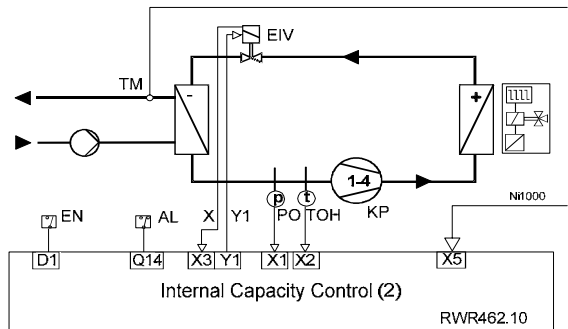 EIV
TM
-
+
1-4
p
t
EN
AL
X
Y1
PO
TOH
KP
Ni1000
D1
Q14
X3
Y1
X1
X2
X5
Internal Capacity Control (2)
RWR462.10